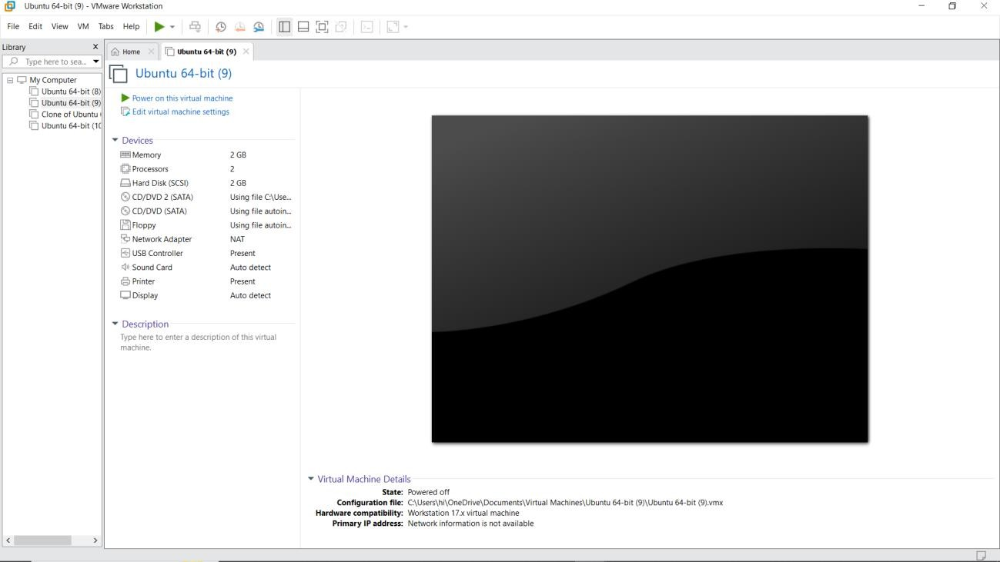 Ubuntu 64-bit (9) - VMware Workstation
File Edit View VM Tabs Help
Library X
Home
Ubuntu 64-bit (9)
Type here to sea...
My Computer
Ubuntu 64-bit (8)
Ubuntu 64-bit (9)
Clone of Ubuntu
Ubuntu 64-bit (10
Ubuntu 64-bit (9)
Power on this virtual machine
Edit virtual machine settings
Devices
Memory 2 GB
Processors 2
Hard Disk (SCSI) 2 GB
CD/DVD 2 (SATA) Using file C:\Use...
CD/DVD (SATA) Using file autoin...
Floppy Using file autoin...
Network Adapter NAT
USB Controller Present
Sound Card Auto detect
Printer Present
Display Auto detect
Description
Type here to enter a description of this virtual
machine.
Virtual Machine Details
State: Powered off
Configuration file: C:\Users\hi\OneDrive\Documents\Virtual Machines\Ubuntu 64-bit (9)\Ubuntu 64-bit (9).vmx
Hardware compatibility: Workstation 17.x virtual machine
Primary IP address: Network information is not available